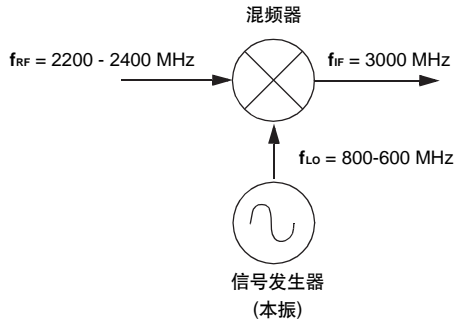 混频器
fRF = 2200 - 2400 MHz
fIF = 3000 MHz
fLO = 800-600 MHz
信号发生器
(本振)